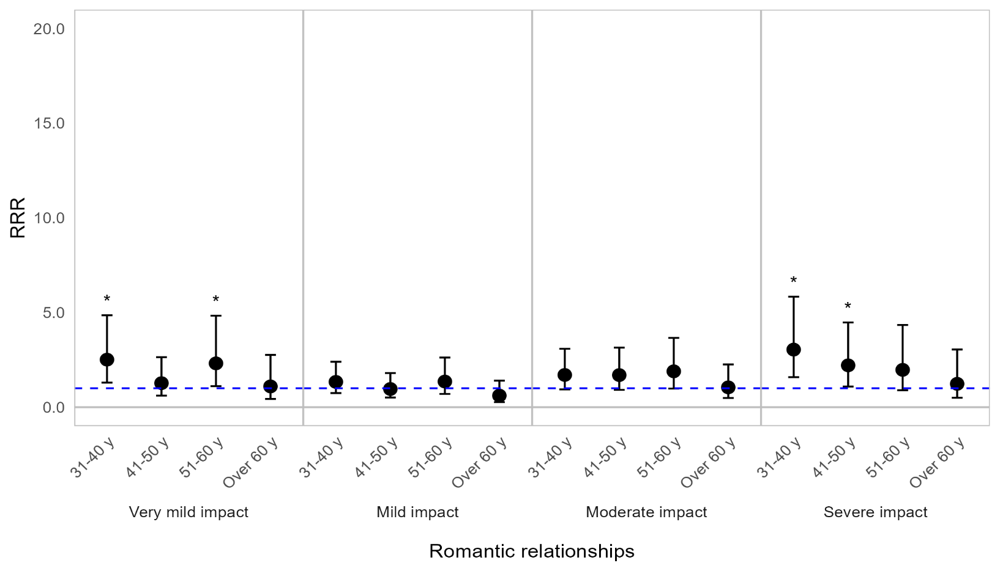 20.0
15.0
10.0
5.0
0.0
RRR
* * * *
31-40 y 41-50 y 51-60 y Over 60 y 31-40 y 41-50 y 51-60 y Over 60 y 31-40 y 41-50 y 51-60 y Over 60 y 31-40 y 41-50 y 51-60 y Over 60 y
Very mild impact Mild impact Moderate impact Severe impact
Romantic relationships